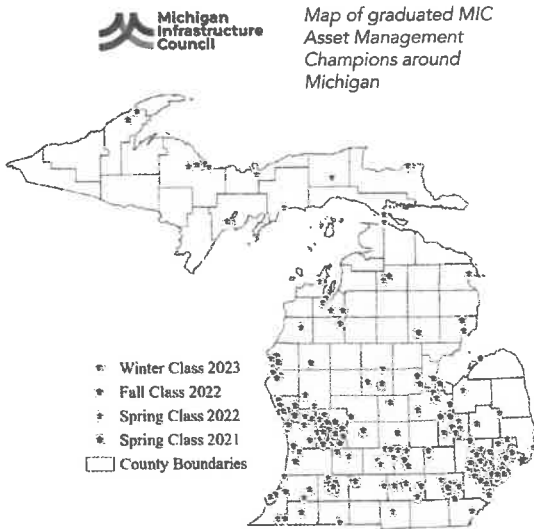 Michigan
Infrastructure
Council
Map of graduated MIC
Asset Management
Champions around
Michigan
Winter Class 2023
Fall Class 2022
Spring Class 2022
Spring Class 2021
County Boundaries